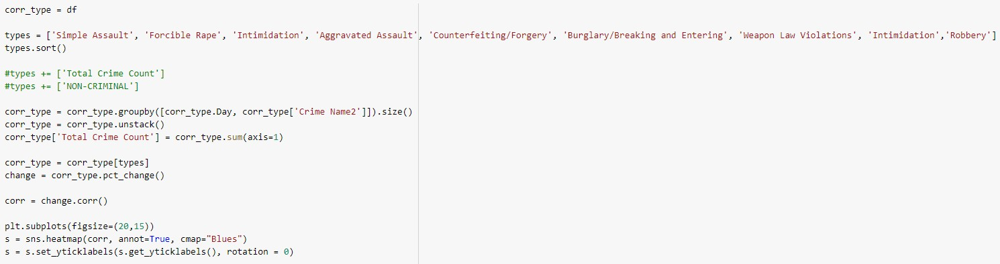 corr_type = df
types = ['Simple Assault', 'Forcible Rape', 'Intimidation', 'Aggravated Assault', 'Counterfeiting/Forgery', 'Burglary/Breaking and Entering', 'Weapon Law Violations', 'Intimidation','Robbery']
types.sort()
#types += ['Total Crime Count']
#types += ['NON-CRIMINAL']
corr_type = corr_type.groupby([corr_type.Day, corr_type['Crime Name2']]).size()
corr_type = corr_type.unstack()
corr_type['Total Crime Count'] = corr_type.sum(axis=1)
corr_type = corr_type[types]
change = corr_type.pct_change()
corr = change.corr()
plt.subplots(figsize=(20,15))
s = sns.heatmap(corr, annot=True, cmap="Blues")
s = s.set_yticklabels(s.get_yticklabels(), rotation = 0)